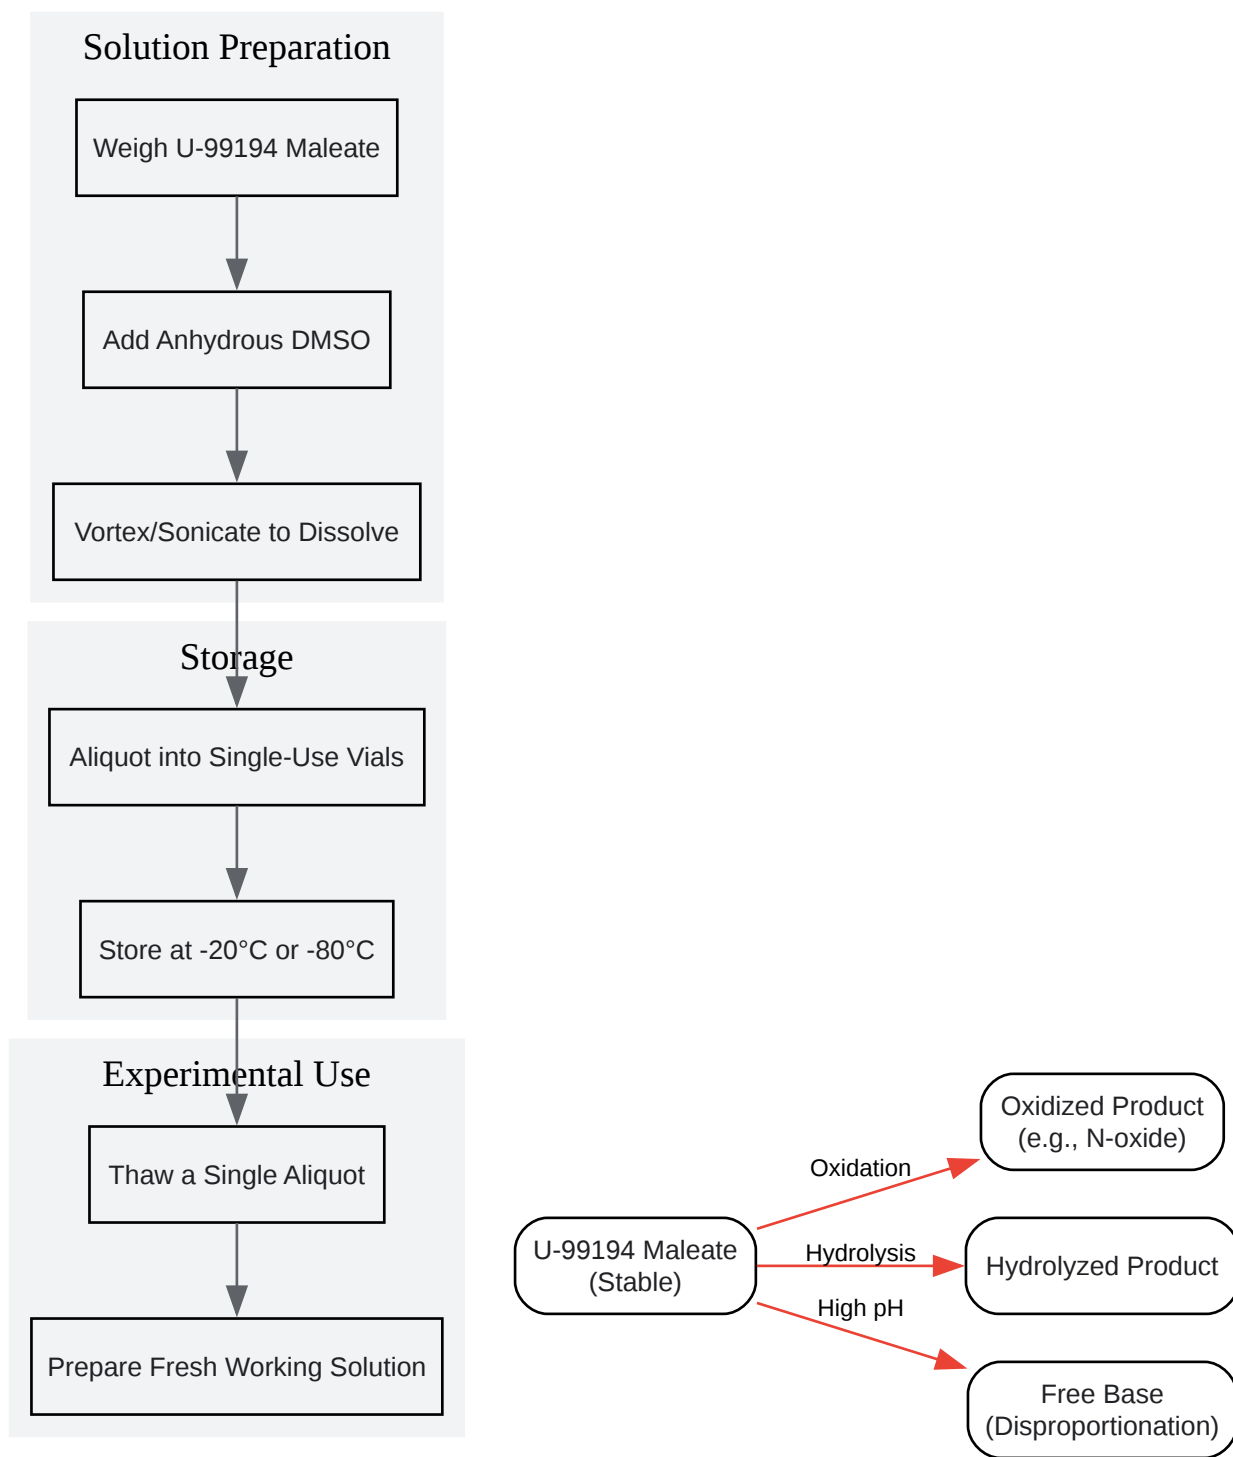 Solution Preparation
Weigh U-99194 Maleate
Add Anhydrous DMSO
Vortex/Sonicate to Dissolve
Storage
Aliquot into Single-Use Vials
Store at -20°C or -80°C
Experimental Use
Thaw a Single Aliquot
Prepare Fresh Working Solution
U-99194 Maleate
(Stable)
Oxidation
Hydrolysis
High pH
Oxidized Product
(e.g., N-oxide)
Hydrolyzed Product
Free Base
(Disproportionation)